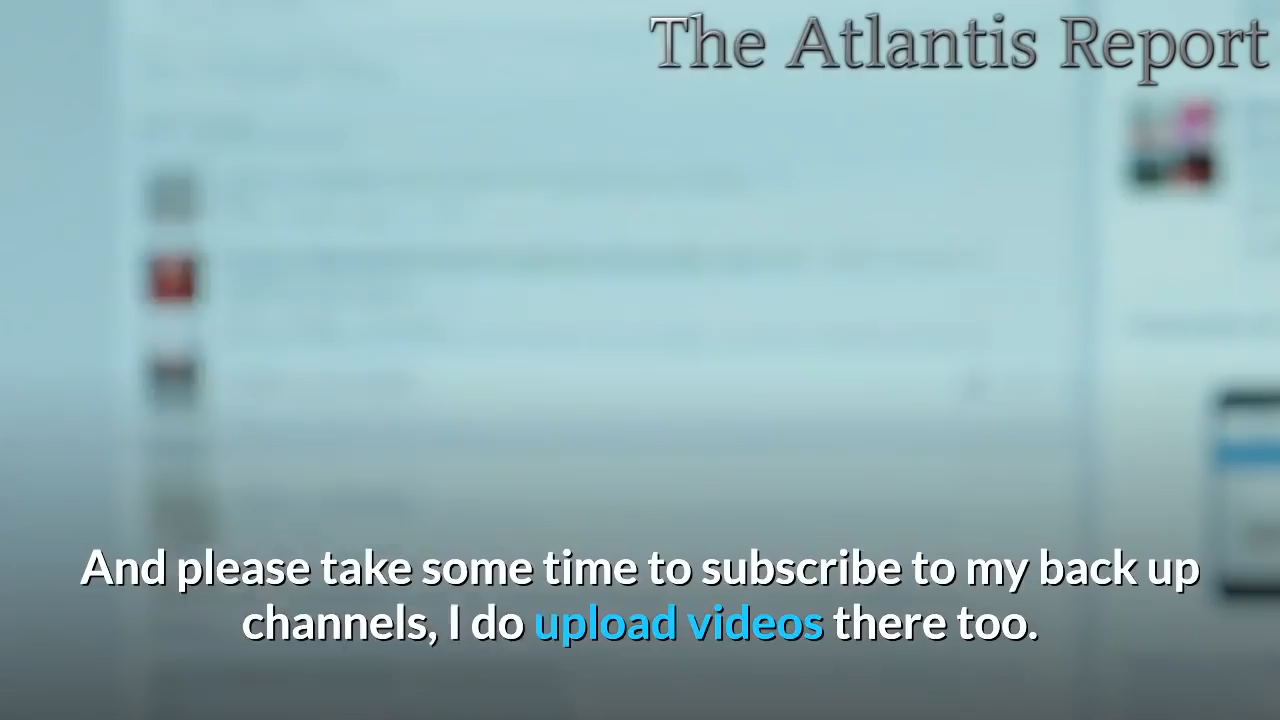 The Atlantis Report
And please take some time to subscribe to my back up
channels, I do upload videos there too.